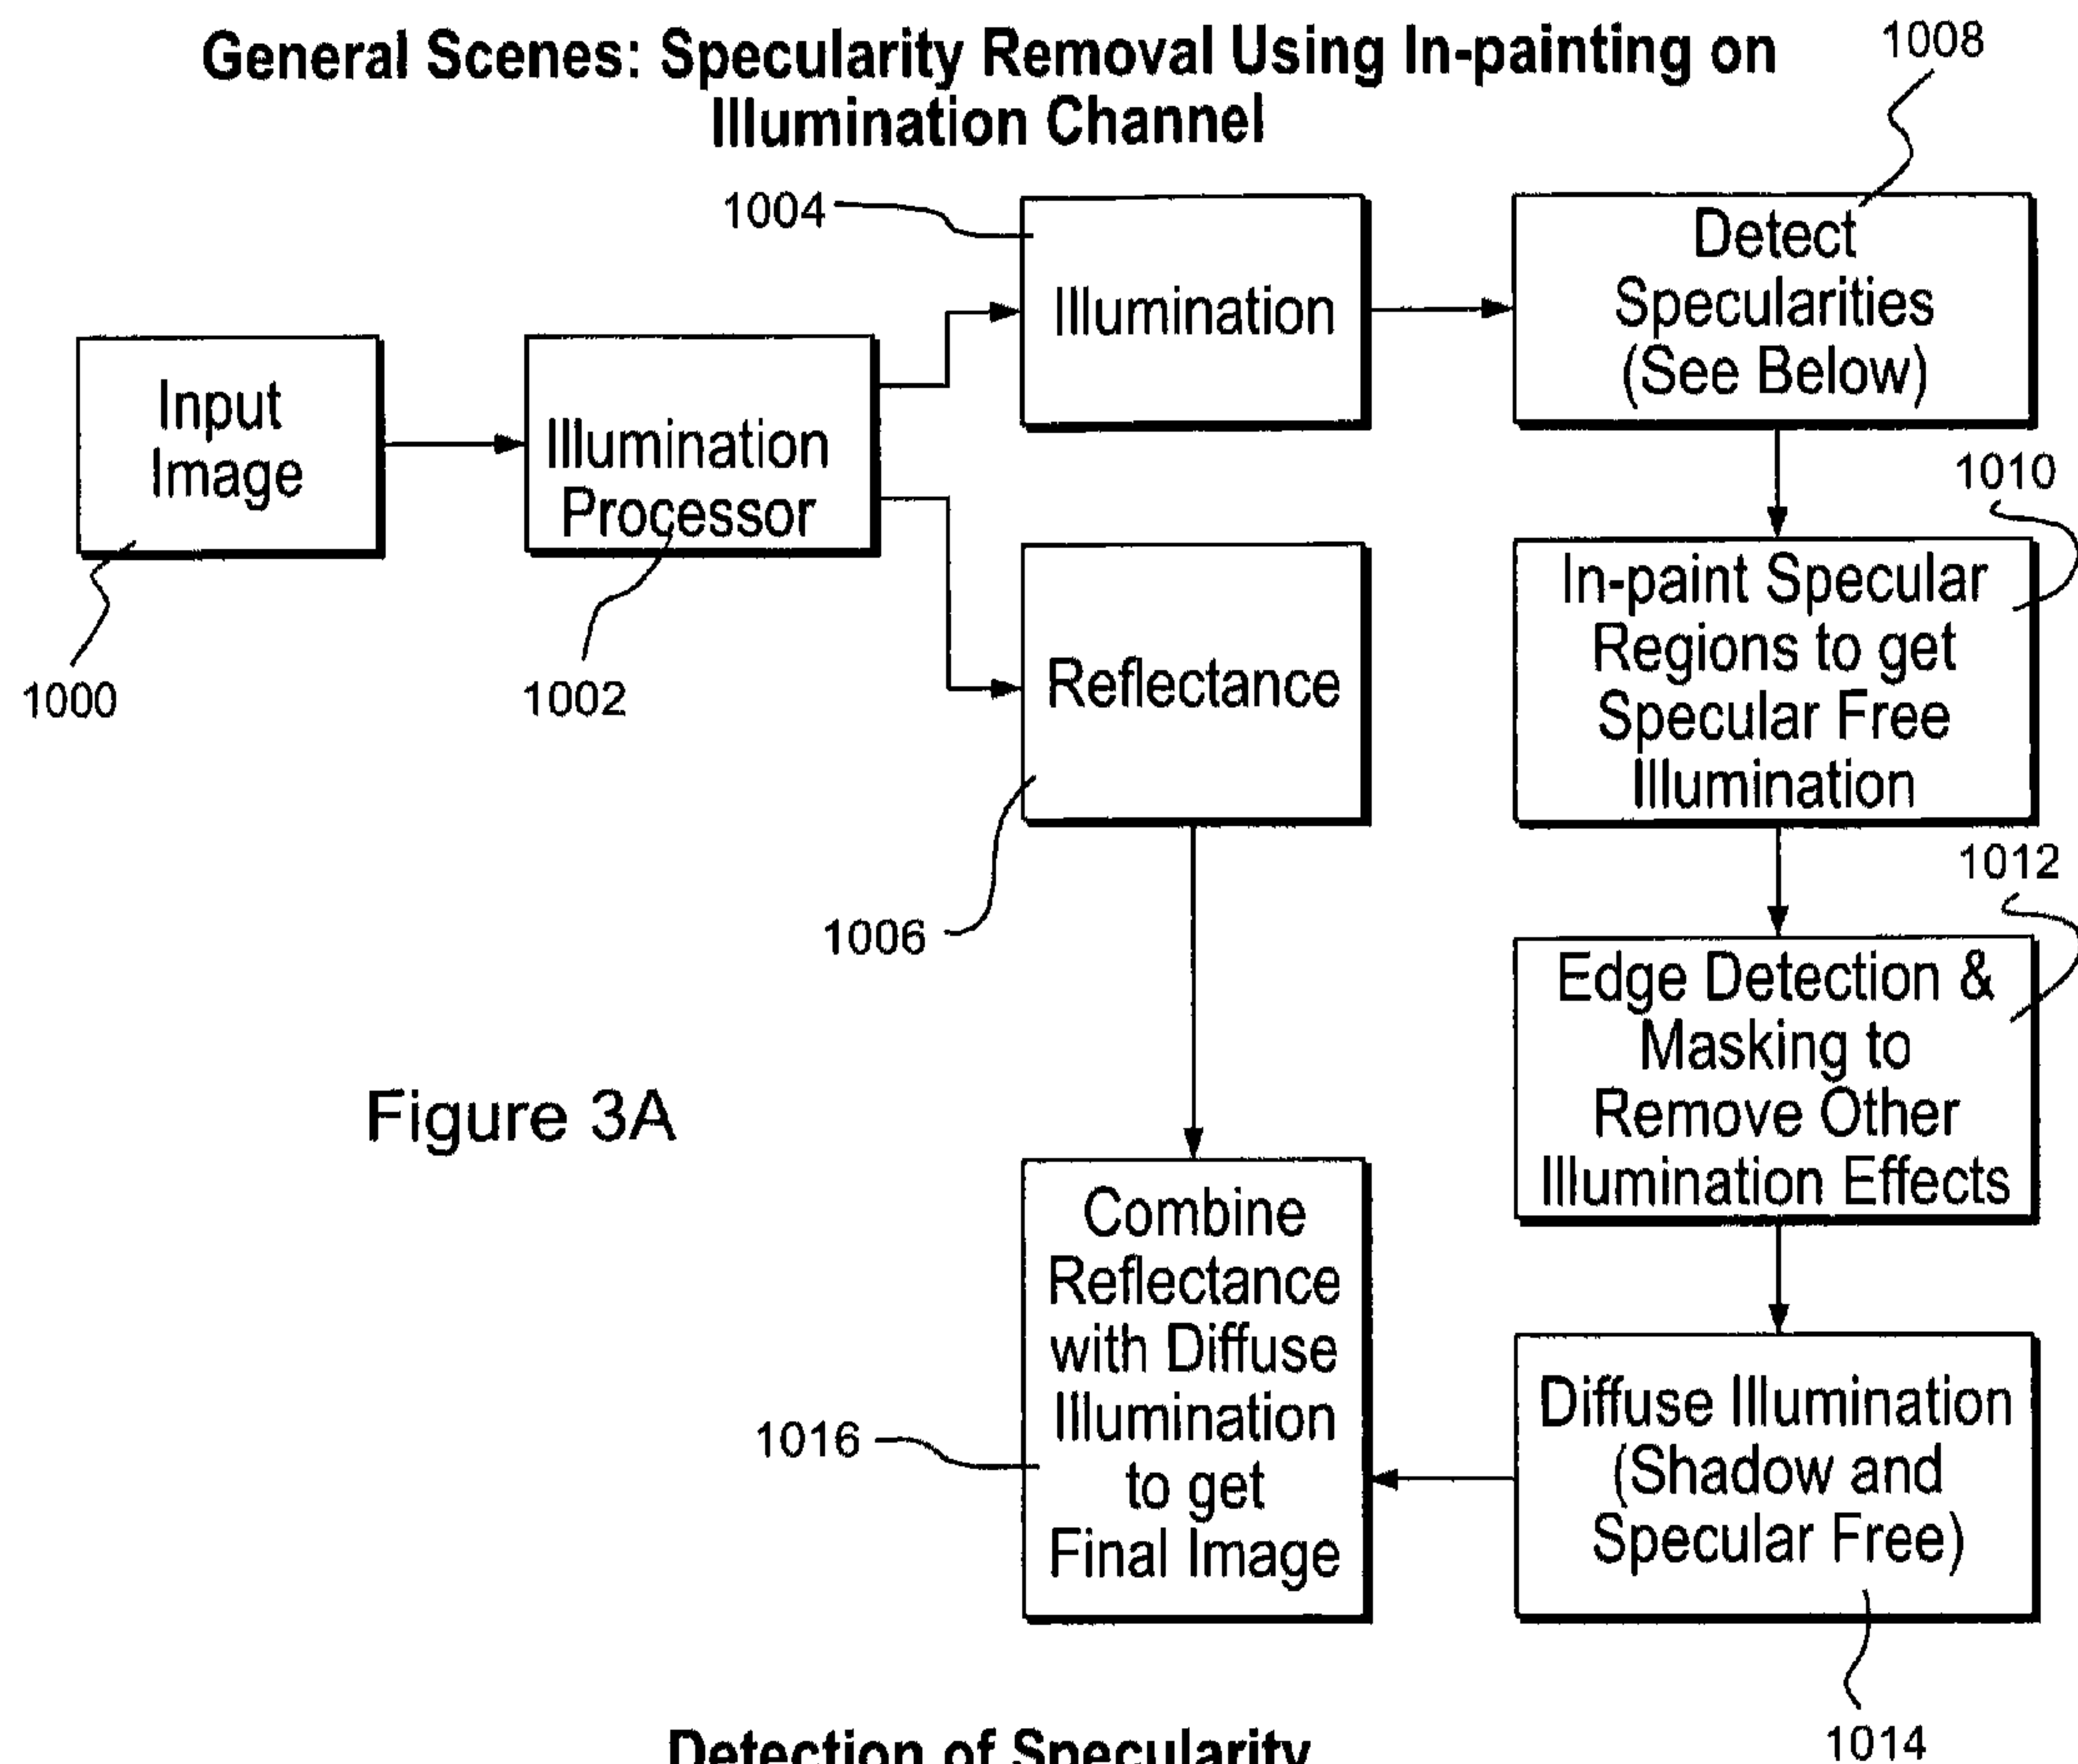 General Scenes: Specularity Removal Using In-painting on
Illumination Channel
1008
1004
Illumination
Detect
Specularities
(See Below)
Input
Image
Illumination
Processor
1010
In-paint Specular
Regions to get
Specular Free
Illumination
Reflectance
1000
1002
1012
1006
Edge Detection &
Masking to
Remove Other
Illumination Effects
Figure 3A
Combine
Reflectance
with Diffuse
Illumination
to get
Final Image
1016
Diffuse Illumination
(Shadow and
Specular Free)
1014
Detection of Specularity